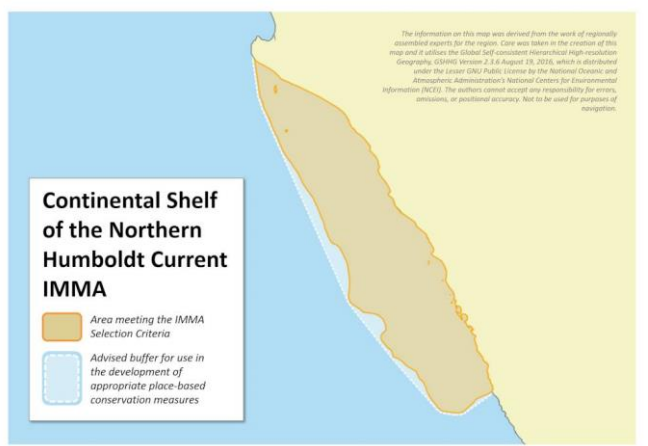 The information on this map was derived from the work of regionally
assembled experts for the region. Care was taken in the creation of this
map and it utilises the Global Self-consistent Hierarchical High-resolution
Geography, GSHHG Version 2.3.6 August 19, 2016, which is distributed
under the Lesser GNU Public License by the National Oceanic and
Atmospheric Administration's National Centers for Environmental
Information (NCEI). The authors cannot accept any responsibility for errors,
omissions, or positional accuracy. Not to be used for purposes of
navigation.
Continental Shelf
of the Northern
Humboldt Current
IMMA
Area meeting the IMMA
Selection Criteria
Advised buffer for use in
the development of
appropriate place-based
conservation measures